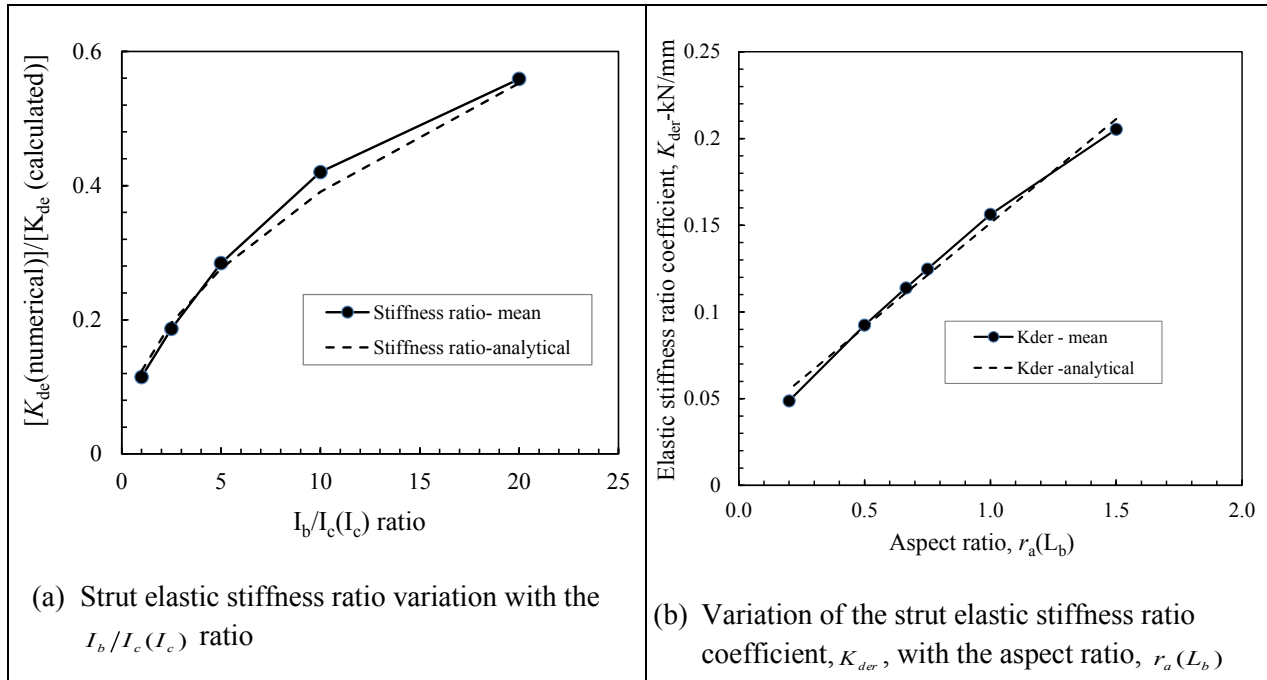 [K_de(numerical)]/[K_de (calculated)]
0.6
0.4
0.2
0
0 5 10 15 20 25
I_b/I_c(I_c) ratio
Stiffness ratio- mean
Stiffness ratio-analytical
(a) Strut elastic stiffness ratio variation with the
I_b/I_c(I_c) ratio
Elastic stiffness ratio coefficient, K_der-kN/mm
0.25
0.2
0.15
0.1
0.05
0
0.0 0.5 1.0 1.5 2.0
Aspect ratio, r_a(L_b)
Kder - mean
Kder -analytical
(b) Variation of the strut elastic stiffness ratio
coefficient, K_der, with the aspect ratio, r_a(L_b)